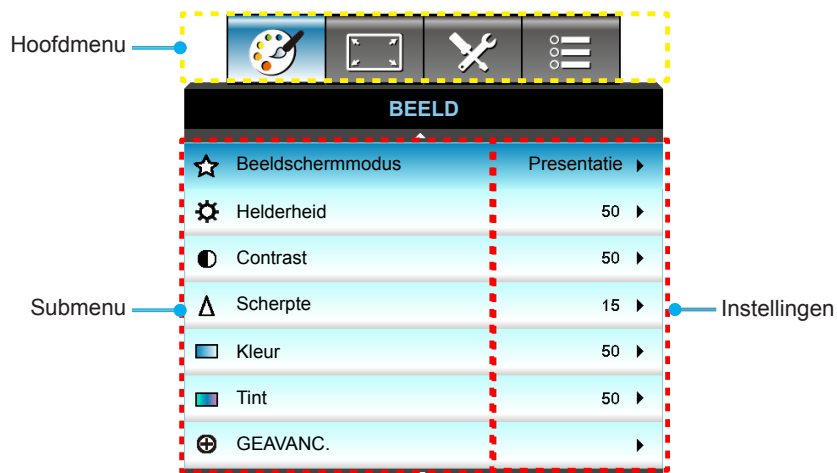 Hoofdmenu
BEELD
Beeldschermmodus Presentatie
Helderheid 50
Contrast 50
Submenu Scherpte 15 Instellingen
Kleur 50
Tint 50
GEAVANC.